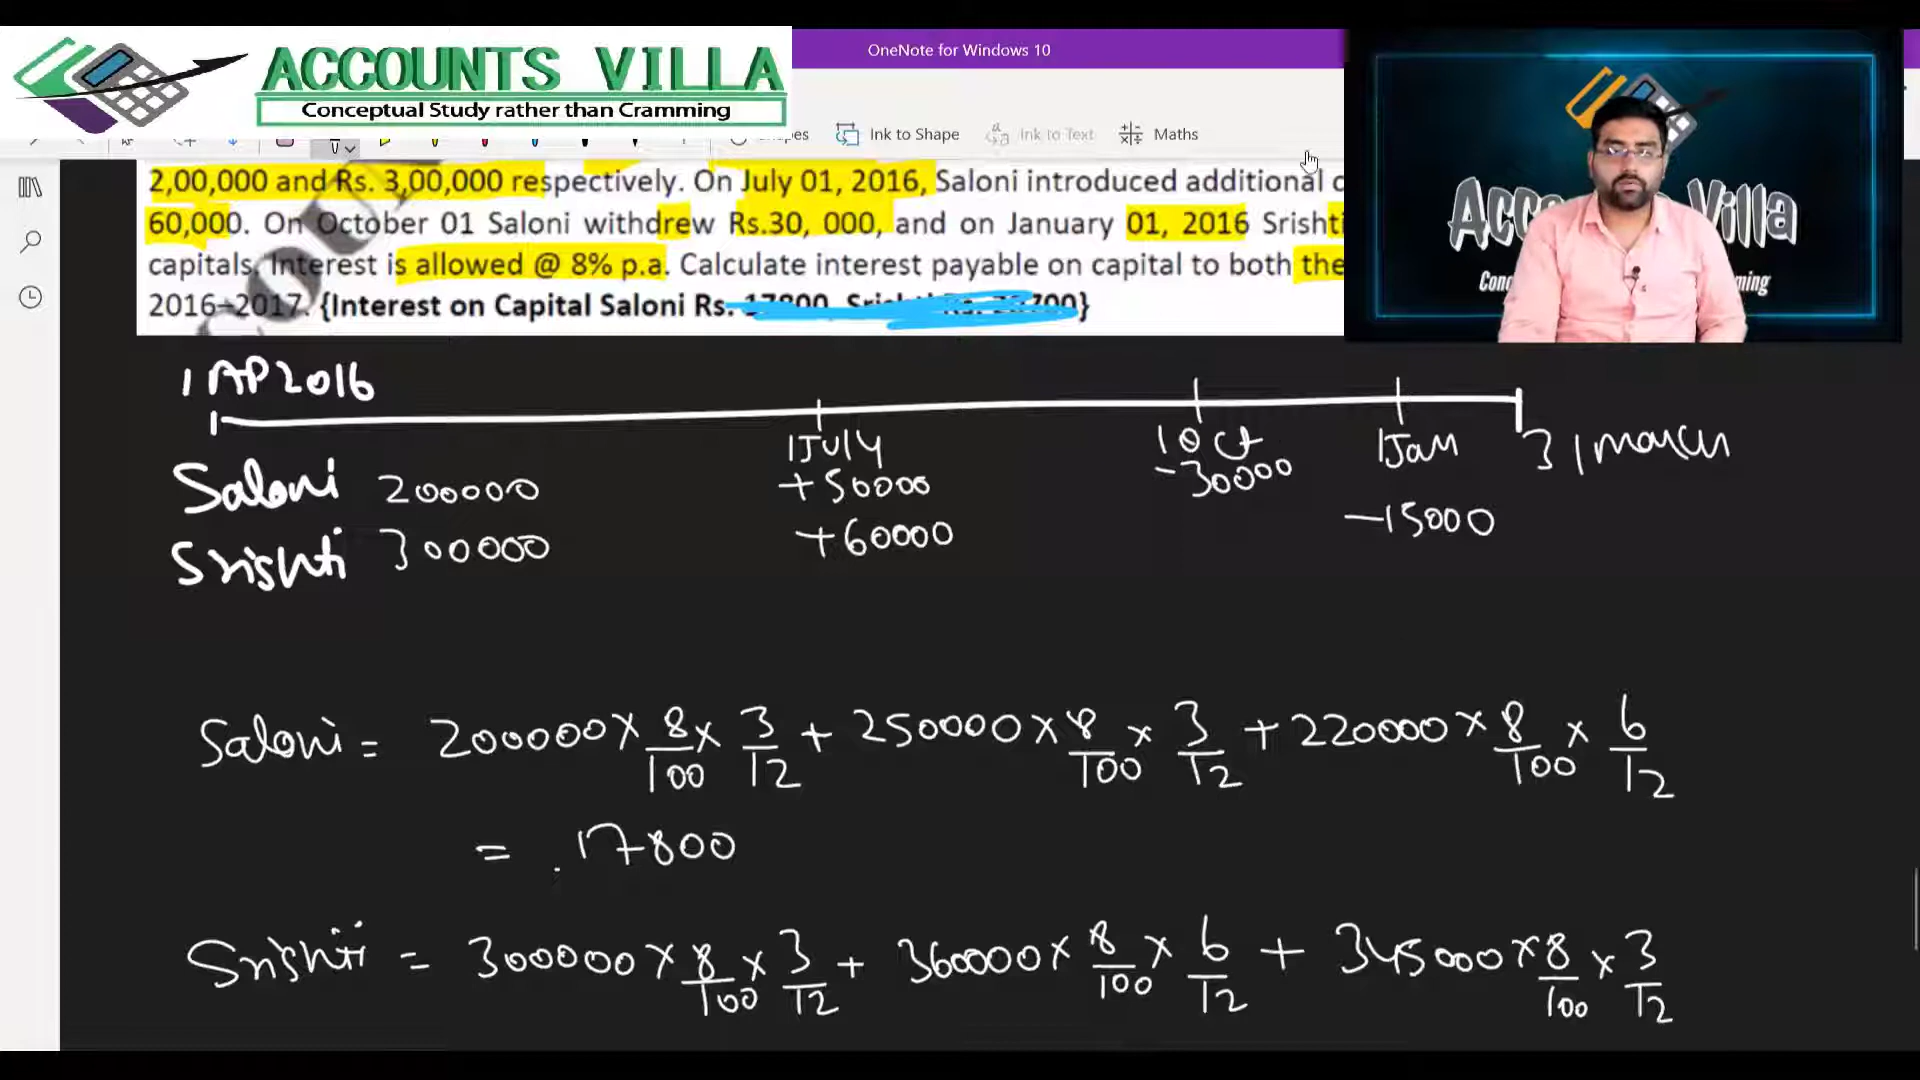 ACCOUNTS VILLA
Conceptual Study rather than Cramming
OneNote for Windows 10
Ink to Shape
Ink to Text
Maths
2,00,000 and Rs. 3,00,000 respectively. On July 01, 2016, Saloni introduced additional
60,000. On October 01 Saloni withdrew Rs.30, 000, and on January 01, 2016
capitals. Interest is allowed @ 8% p.a. Calculate interest payable on capital to both the
2016–2017. {Interest on Capital Saloni Rs. }
1 AP 2016
1 July
1 Oct
1 Jan
31 march
Saloni 200000 +50000 -30000
Srishti 300000 +60000 -15000
Saloni = 200000 × 8/100 × 3/12 + 250000 × 8/100 × 3/12 + 220000 × 8/100 × 6/12
= 17800
Srishti = 300000 × 8/100 × 3/12 + 360000 × 8/100 × 6/12 + 345000 × 8/100 × 3/12